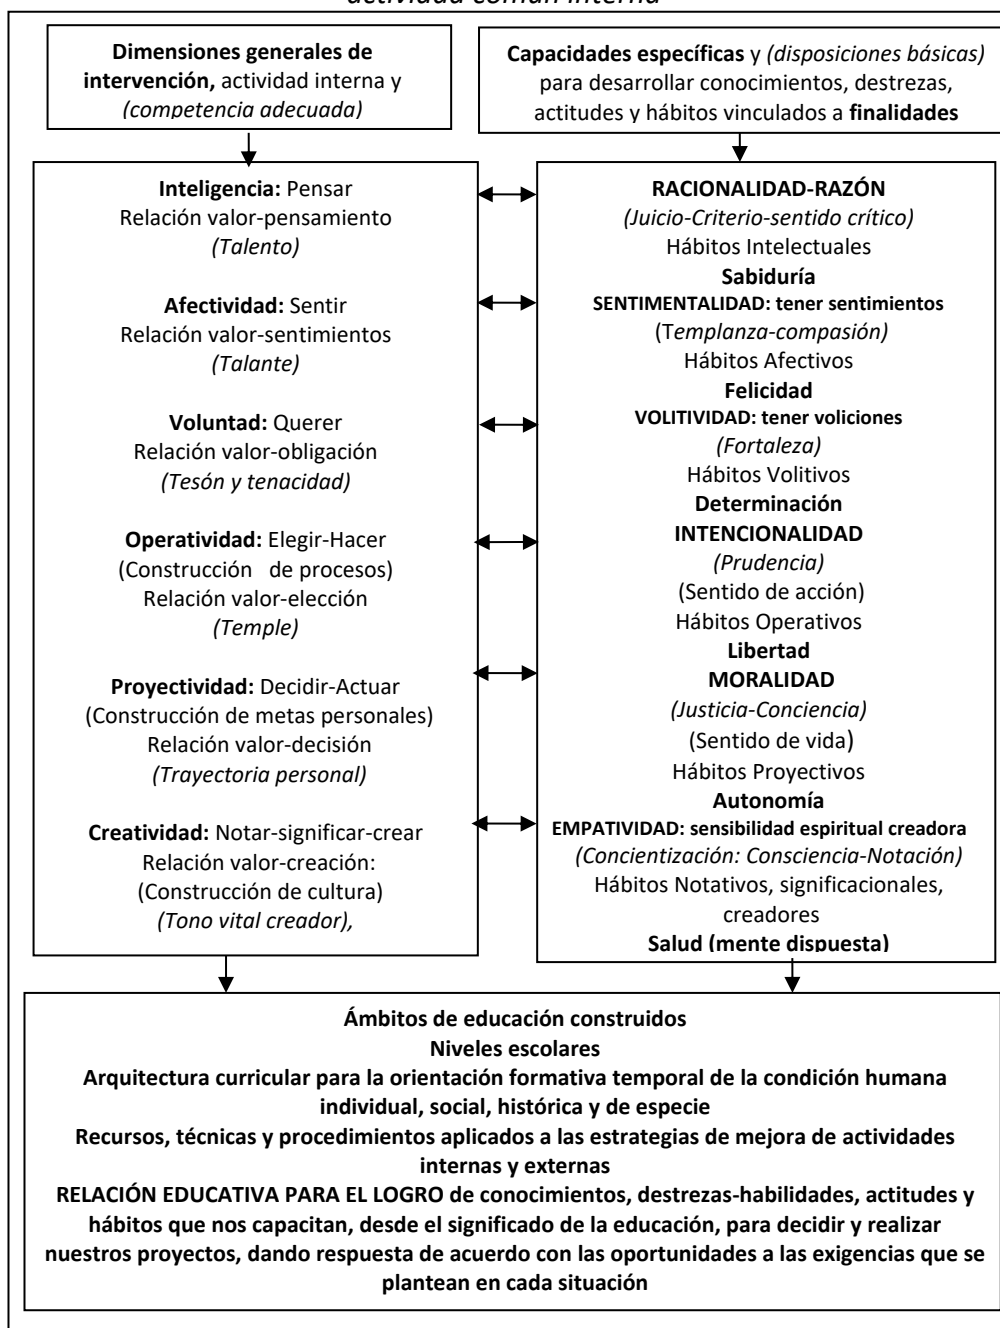 actividad común interna
Dimensiones generales de
intervención, actividad interna y
(competencia adecuada)
Capacidades específicas y (disposiciones básicas)
para desarrollar conocimientos, destrezas,
actitudes y hábitos vinculados a finalidades
Inteligencia: Pensar
Relación valor-pensamiento
(Talento)
Afectividad: Sentir
Relación valor-sentimientos
(Talante)
Voluntad: Querer
Relación valor-obligación
(Tesón y tenacidad)
Operatividad: Elegir-Hacer
(Construcción de procesos)
Relación valor-elección
(Temple)
Proyectividad: Decidir-Actuar
(Construcción de metas personales)
Relación valor-decisión
(Trayectoria personal)
Creatividad: Notar-significar-crear
Relación valor-creación:
(Construcción de cultura)
(Tono vital creador),
RACIONALIDAD-RAZÓN
(Juicio-Criterio-sentido crítico)
Hábitos Intelectuales
Sabiduría
SENTIMENTALIDAD: tener sentimientos
(Templanza-compasión)
Hábitos Afectivos
Felicidad
VOLITIVIDAD: tener voliciones
(Fortaleza)
Hábitos Volitivos
Determinación
INTENCIONALIDAD
(Prudencia)
(Sentido de acción)
Hábitos Operativos
Libertad
MORALIDAD
(Justicia-Conciencia)
(Sentido de vida)
Hábitos Proyectivos
Autonomía
EMPATIVIDAD: sensibilidad espiritual creadora
(Concientización: Consciencia-Notación)
Hábitos Notativos, significacionales,
creadores
Salud (mente dispuesta)
Ámbitos de educación construidos
Niveles escolares
Arquitectura curricular para la orientación formativa temporal de la condición humana
individual, social, histórica y de especie
Recursos, técnicas y procedimientos aplicados a las estrategias de mejora de actividades
internas y externas
RELACIÓN EDUCATIVA PARA EL LOGRO de conocimientos, destrezas-habilidades, actitudes y
hábitos que nos capacitan, desde el significado de la educación, para decidir y realizar
nuestros proyectos, dando respuesta de acuerdo con las oportunidades a las exigencias que se
plantean en cada situación